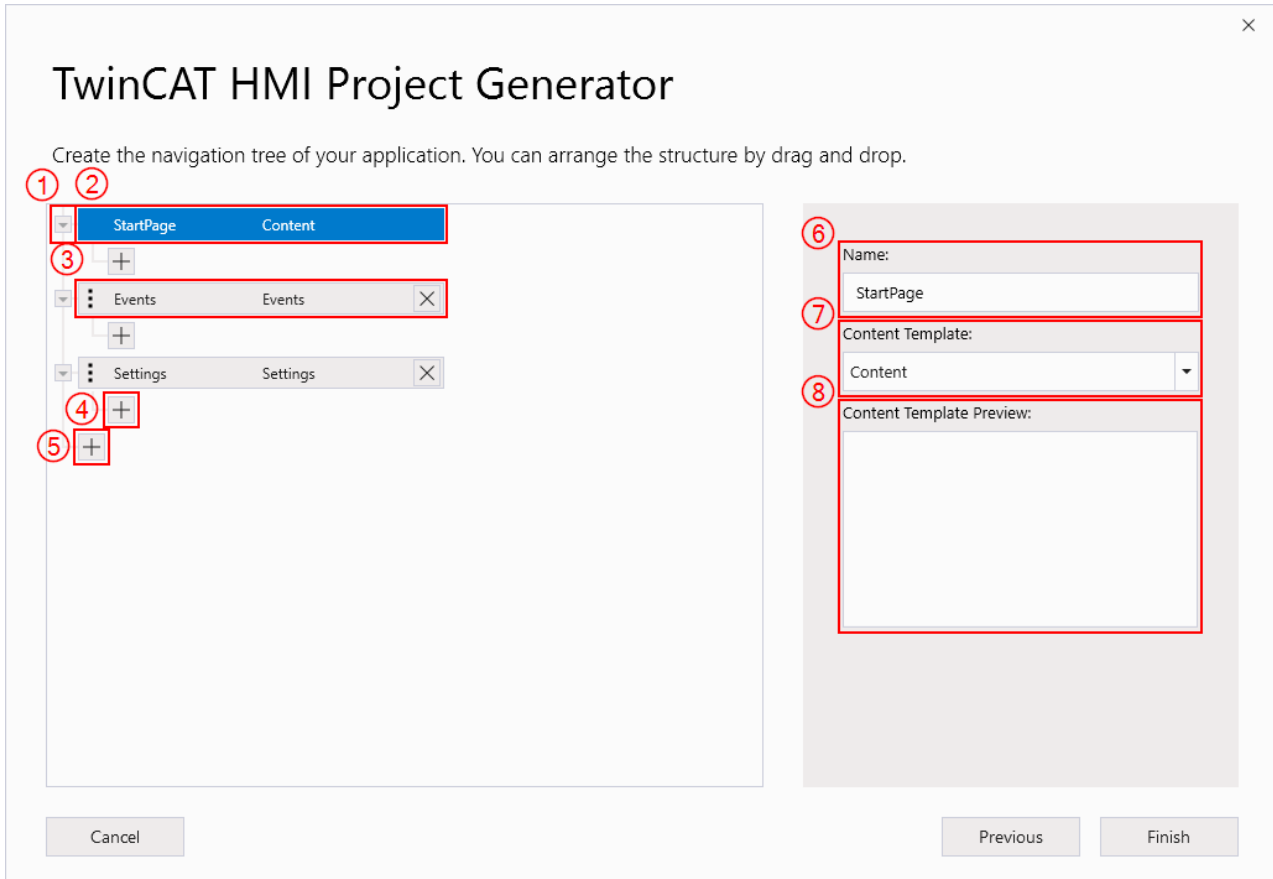 TwinCAT HMI Project Generator
Create the navigation tree of your application. You can arrange the structure by drag and drop.
1 2
StartPage Content
3
Events Events
Settings Settings
4
5
6
Name:
StartPage
7
Content Template:
Content
8
Content Template Preview:
Cancel Previous Finish